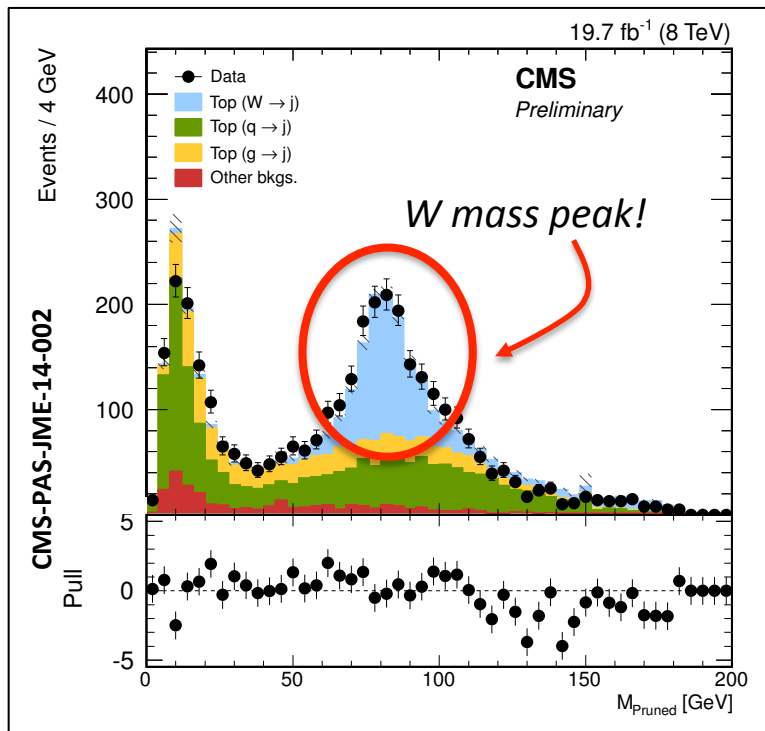 19.7 fb⁻¹ (8 TeV)
Events / 4 GeV
400
300
200
100
Data
Top (W → j)
Top (q → j)
Top (g → j)
Other bkgs.
CMS
Preliminary
W mass peak!
CMS-PAS-JME-14-002
Pull
5
0
-5
0 50 100 150 200
M_Pruned [GeV]